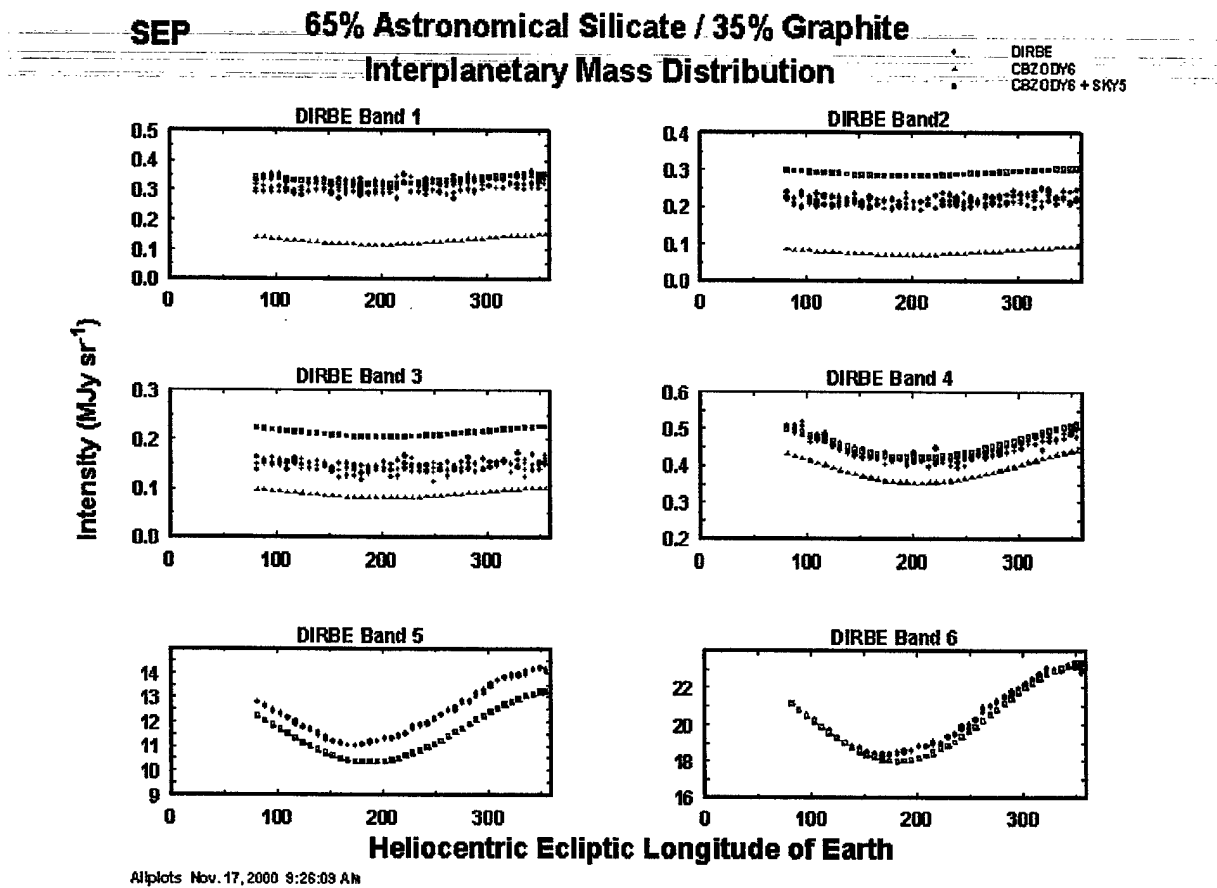 SEP 65% Astronomical Silicate / 35% Graphite
Interplanetary Mass Distribution
DIRBE
CBZODY6
CBZODY6 + SKY5
DIRBE Band 1
0.5
0.4
0.3
0.2
0.1
0.0
0 100 200 300
DIRBE Band2
0.4
0.3
0.2
0.1
0.0
0 100 200 300
Intensity (MJy sr-1)
DIRBE Band 3
0.3
0.2
0.1
0.0
0 100 200 300
DIRBE Band 4
0.6
0.5
0.4
0.3
0.2
0 100 200 300
DIRBE Band 5
14
13
12
11
10
9
0 100 200 300
DIRBE Band 6
22
20
18
16
0 100 200 300
Heliocentric Ecliptic Longitude of Earth
Allplots Nov. 17, 2000 9:26:09 AM